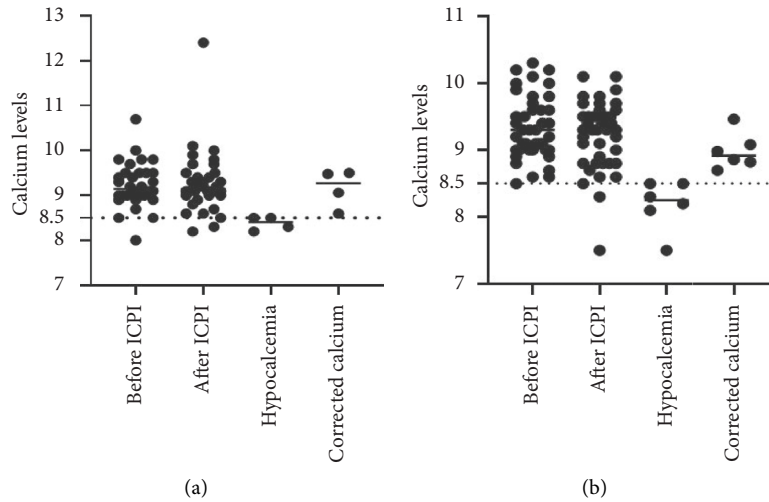 13
12
11
10
9
8.5
8
7
Calcium levels
Before ICPI
After ICPI
Hypocalcemia
Corrected calcium
(a)
11
10
9
8.5
8
7
Calcium levels
Before ICPI
After ICPI
Hypocalcemia
Corrected calcium
(b)